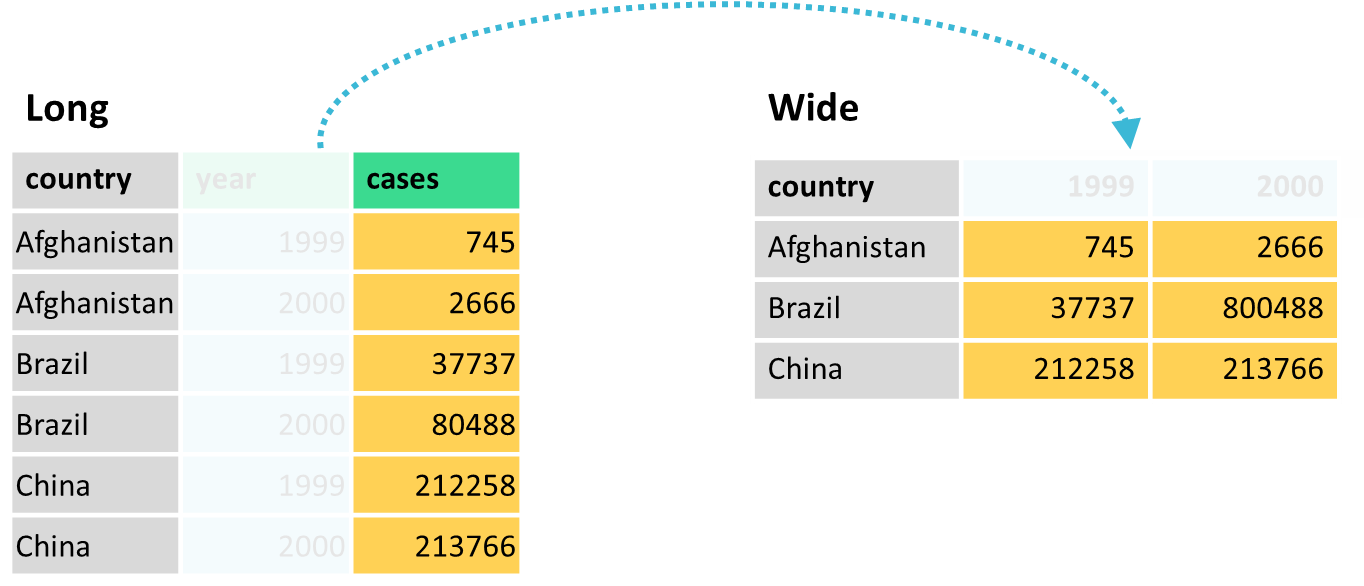 Long
country year cases
Afghanistan 1999 745
Afghanistan 2000 2666
Brazil 1999 37737
Brazil 2000 80488
China 1999 212258
China 2000 213766
Wide
country 1999 2000
Afghanistan 745 2666
Brazil 37737 800488
China 212258 213766